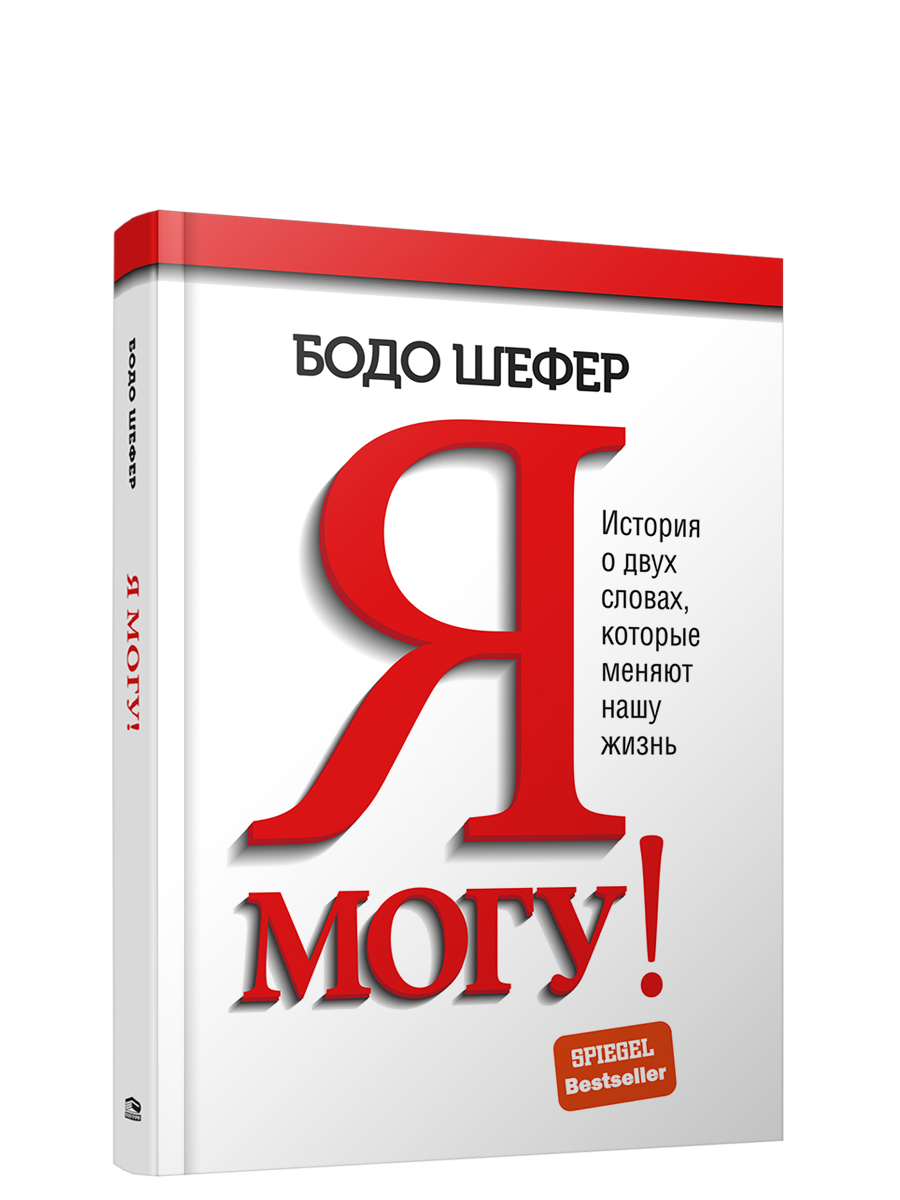 БОДО ШЕФЕР
Я
МОГУ!
История
о двух
словах,
которые
меняют
нашу
жизнь
SPIEGEL
Bestseller
БОДО ШЕФЕР
Я МОГУ!